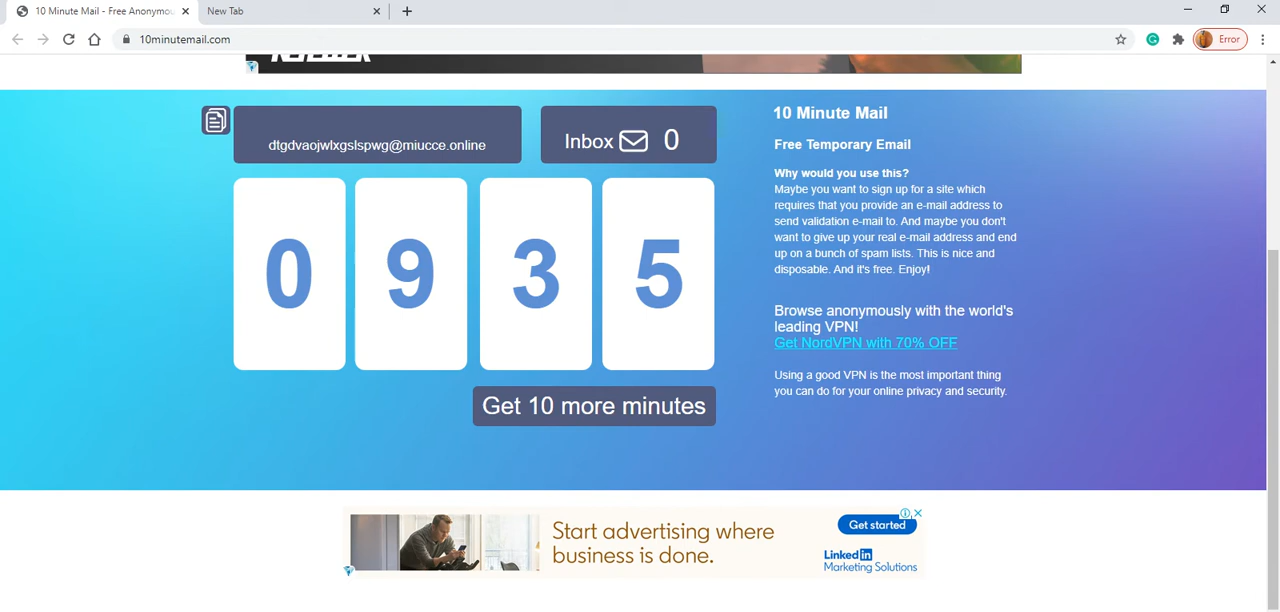 10 Minute Mail - Free Anonymou
New Tab
10minutemail.com
Error
dtgdvaojwlxgslspwg@miucce.online
Inbox 0
0 9 3 5
Get 10 more minutes
10 Minute Mail
Free Temporary Email
Why would you use this?
Maybe you want to sign up for a site which
requires that you provide an e-mail address to
send validation e-mail to. And maybe you don't
want to give up your real e-mail address and end
up on a bunch of spam lists. This is nice and
disposable. And it's free. Enjoy!
Browse anonymously with the world's
leading VPN!
Get NordVPN with 70% OFF
Using a good VPN is the most important thing
you can do for your online privacy and security.
Start advertising where
business is done.
Get started
Linked in
Marketing Solutions